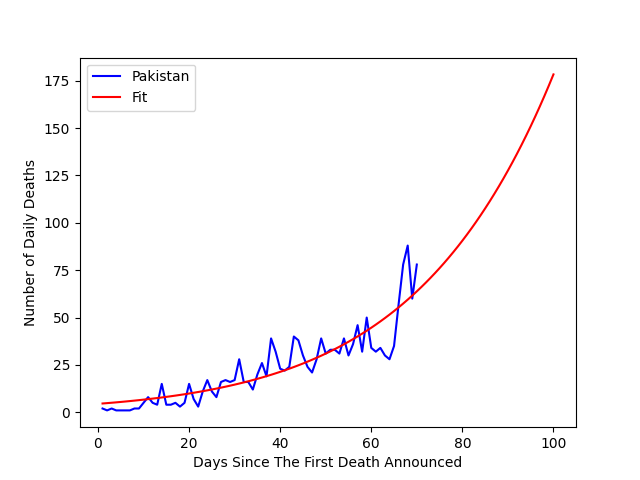 Pakistan
Fit
175
150
125
100
75
50
25
0
Number of Daily Deaths
0 20 40 60 80 100
Days Since The First Death Announced